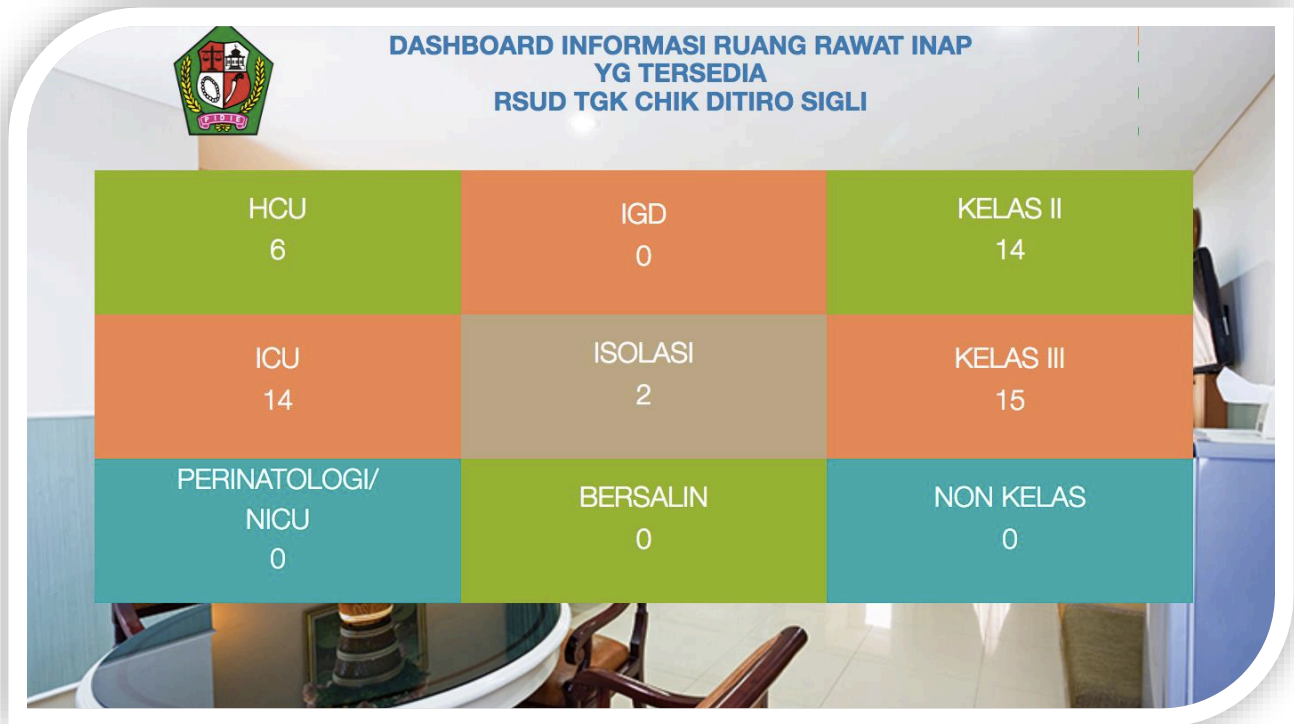 DASHBOARD INFORMASI RUANG RAWAT INAP
YG TERSEDIA
RSUD TGK CHIK DITIRO SIGLI
PIDIE
HCU
6
IGD
0
KELAS II
14
ICU
14
ISOLASI
2
KELAS III
15
PERINATOLOGI/
NICU
0
BERSALIN
0
NON KELAS
0